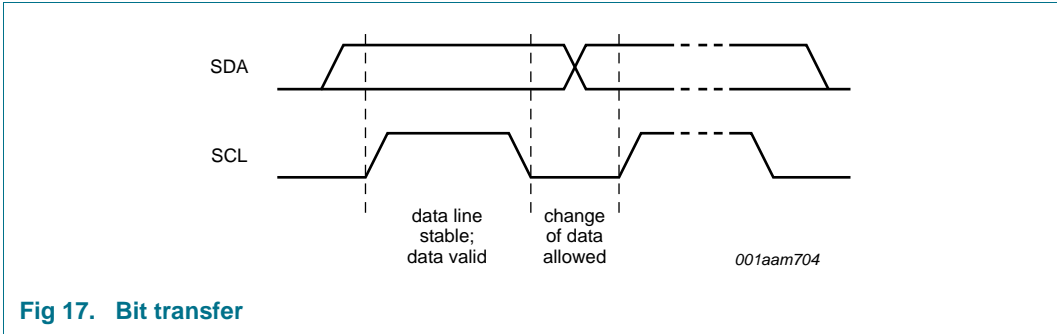 SDA
SCL
data line
stable;
data valid
change
of data
allowed
001aam704
Fig 17. Bit transfer